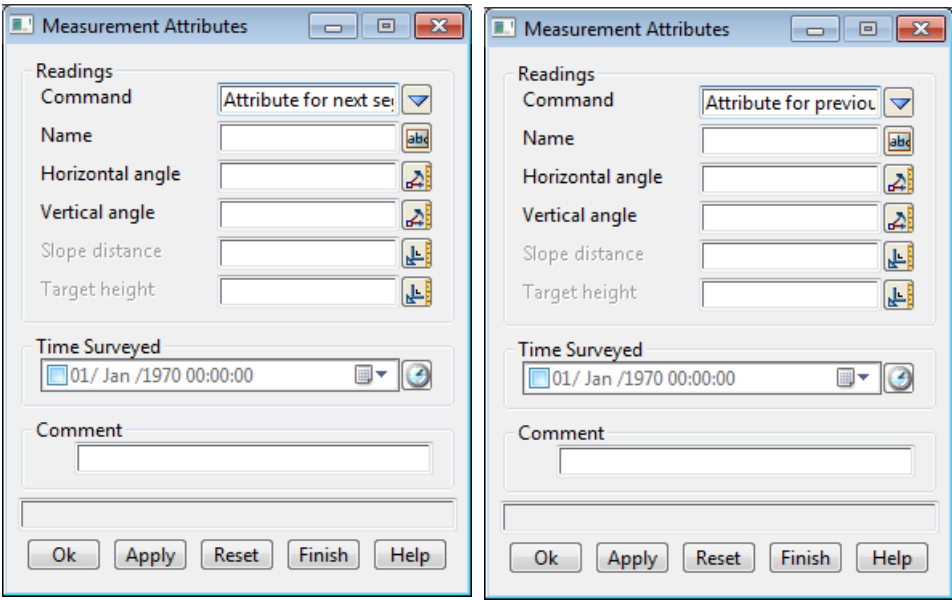 Measurement Attributes
Readings
Command
Attribute for next seg
Name
abc
Horizontal angle
Vertical angle
Slope distance
Target height
Time Surveyed
01/ Jan /1970 00:00:00
Comment
Ok Apply Reset Finish Help
Measurement Attributes
Readings
Command
Attribute for previou
Name
abc
Horizontal angle
Vertical angle
Slope distance
Target height
Time Surveyed
01/ Jan /1970 00:00:00
Comment
Ok Apply Reset Finish Help